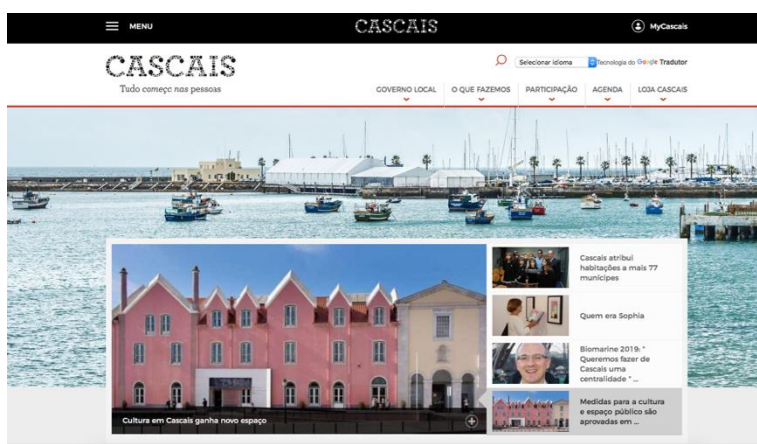 MENU
CASCAIS
MyCascais
CASCAIS
Tudo começa nas pessoas
Selecionar idioma
Tecnologia do Google Tradutor
GOVERNO LOCAL
O QUE FAZEMOS
PARTICIPAÇÃO
AGENDA
LOJA CASCAIS
Cultura em Cascais ganha novo espaço
Cascais atribui
habitações a mais 77
munícipes
Quem era Sophia
Biomarine 2019: "
Queremos fazer de
Cascais uma
centralidade " ...
Medidas para a cultura
e espaço público são
aprovadas em ...